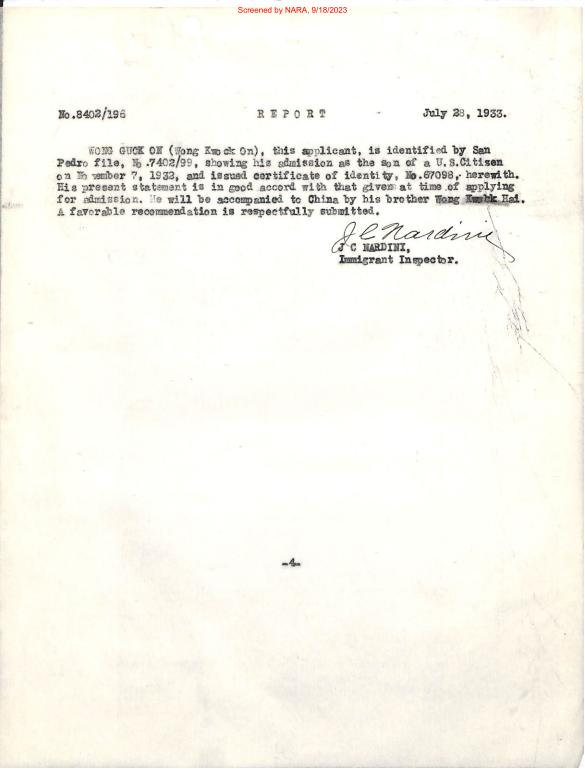 Screened by NARA, 9/18/2023
No.8402/196 REPORT July 28, 1933.
WONG GUCK ON (Wong Kwock On), this applicant, is identified by San
Pedro file, No.7402/99, showing his admission as the son of a U.S.Citisen
on November 7, 1932, and issued certificate of identity, No.67098, herewith.
His present statement is in good accord with that given at time of applying
for admission. He will be accompanied to China by his brother Wong Kwock Hai.
A favorable recommendation is respectfully submitted.
J C Nardini
J C NARDINI,
Immigrant Inspector.
-4-